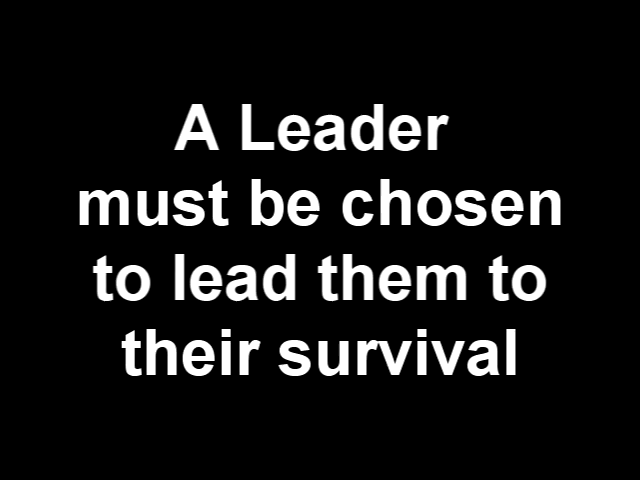 A Leader
must be chosen
to lead them to
their survival